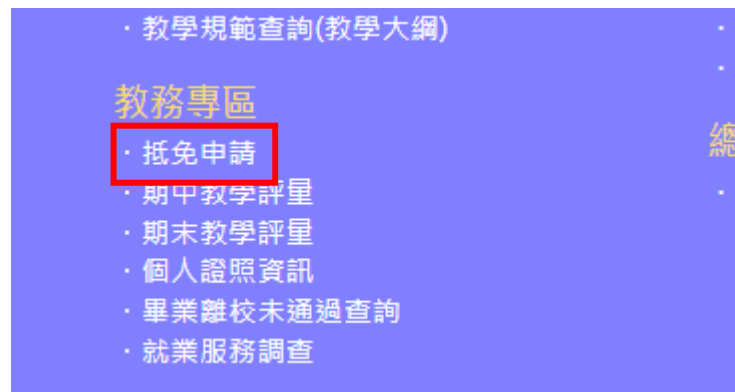 ·教學規範查詢(教學大綱)
教務專區
·抵免申請
·期中教學評量
·期末教學評量
·個人證照資訊
·畢業離校未通過查詢
·就業服務調查
總